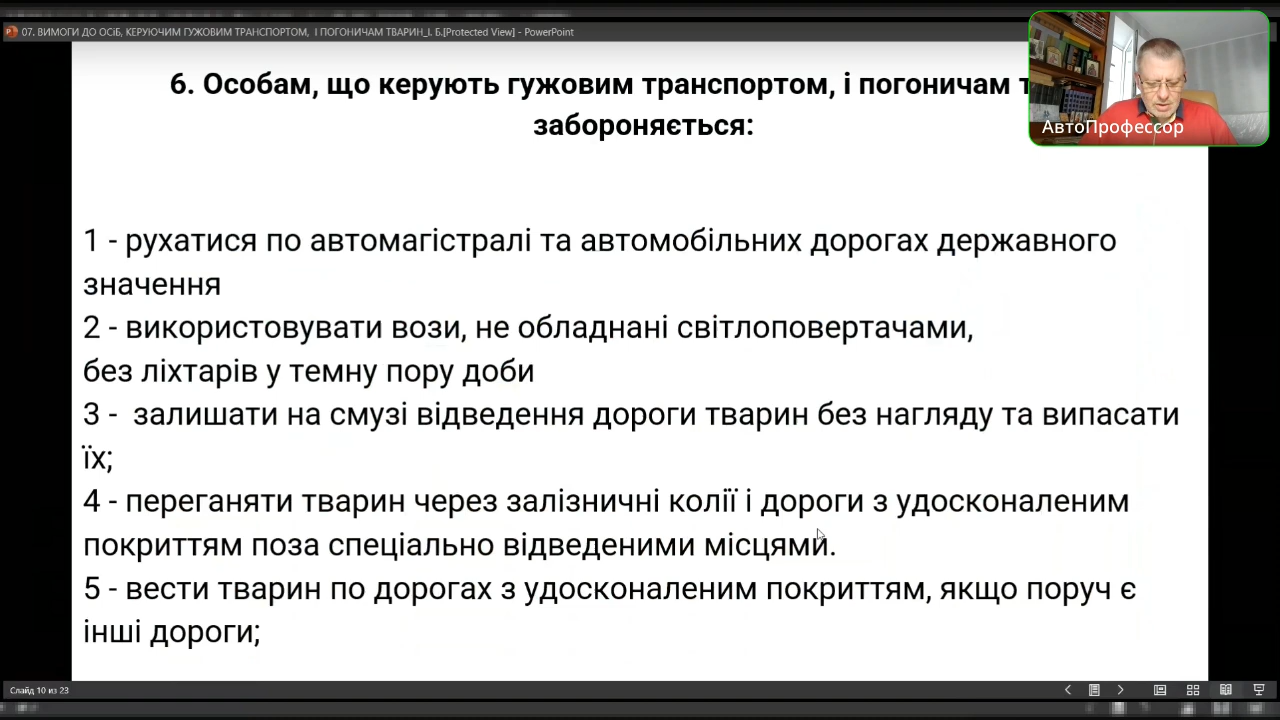 07. ВИМОГИ ДО ОСіБ, КЕРУЮЧИМ ГУЖОВИМ ТРАНСПОРТОМ, І ПОГОНИЧАМ ТВАРИН_І. Б.[Protected View] - PowerPoint
6. Особам, що керують гужовим транспортом, і погоничам
забороняється:
АвтоПрофессор
1 - рухатися по автомагістралі та автомобільних дорогах державного
значення
2 - використовувати вози, не обладнані світлоповертачами,
без ліхтарів у темну пору доби
3 - залишати на смузі відведення дороги тварин без нагляду та випасати
їх;
4 - переганяти тварин через залізничні колії і дороги з удосконаленим
покриттям поза спеціально відведеними місцями.
5 - вести тварин по дорогах з удосконаленим покриттям, якщо поруч є
інші дороги;
Слайд 10 из 23